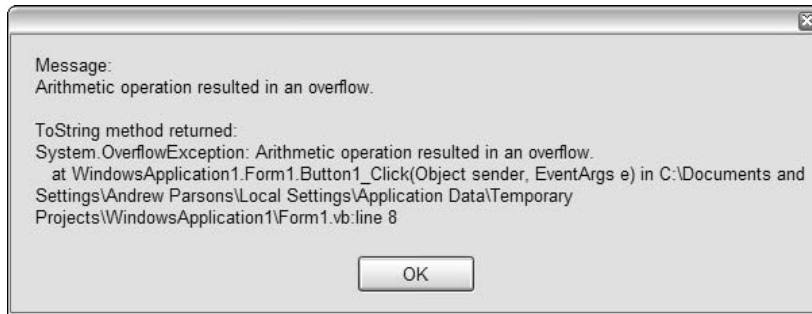 Message:
Arithmetic operation resulted in an overflow.
ToString method returned:
System.OverflowException: Arithmetic operation resulted in an overflow.
at WindowsApplication1.Form1.Button1_Click(Object sender, EventArgs e) in C:\Documents and
Settings\Andrew Parsons\Local Settings\Application Data\Temporary
Projects\WindowsApplication1\Form1.vb:line 8
OK